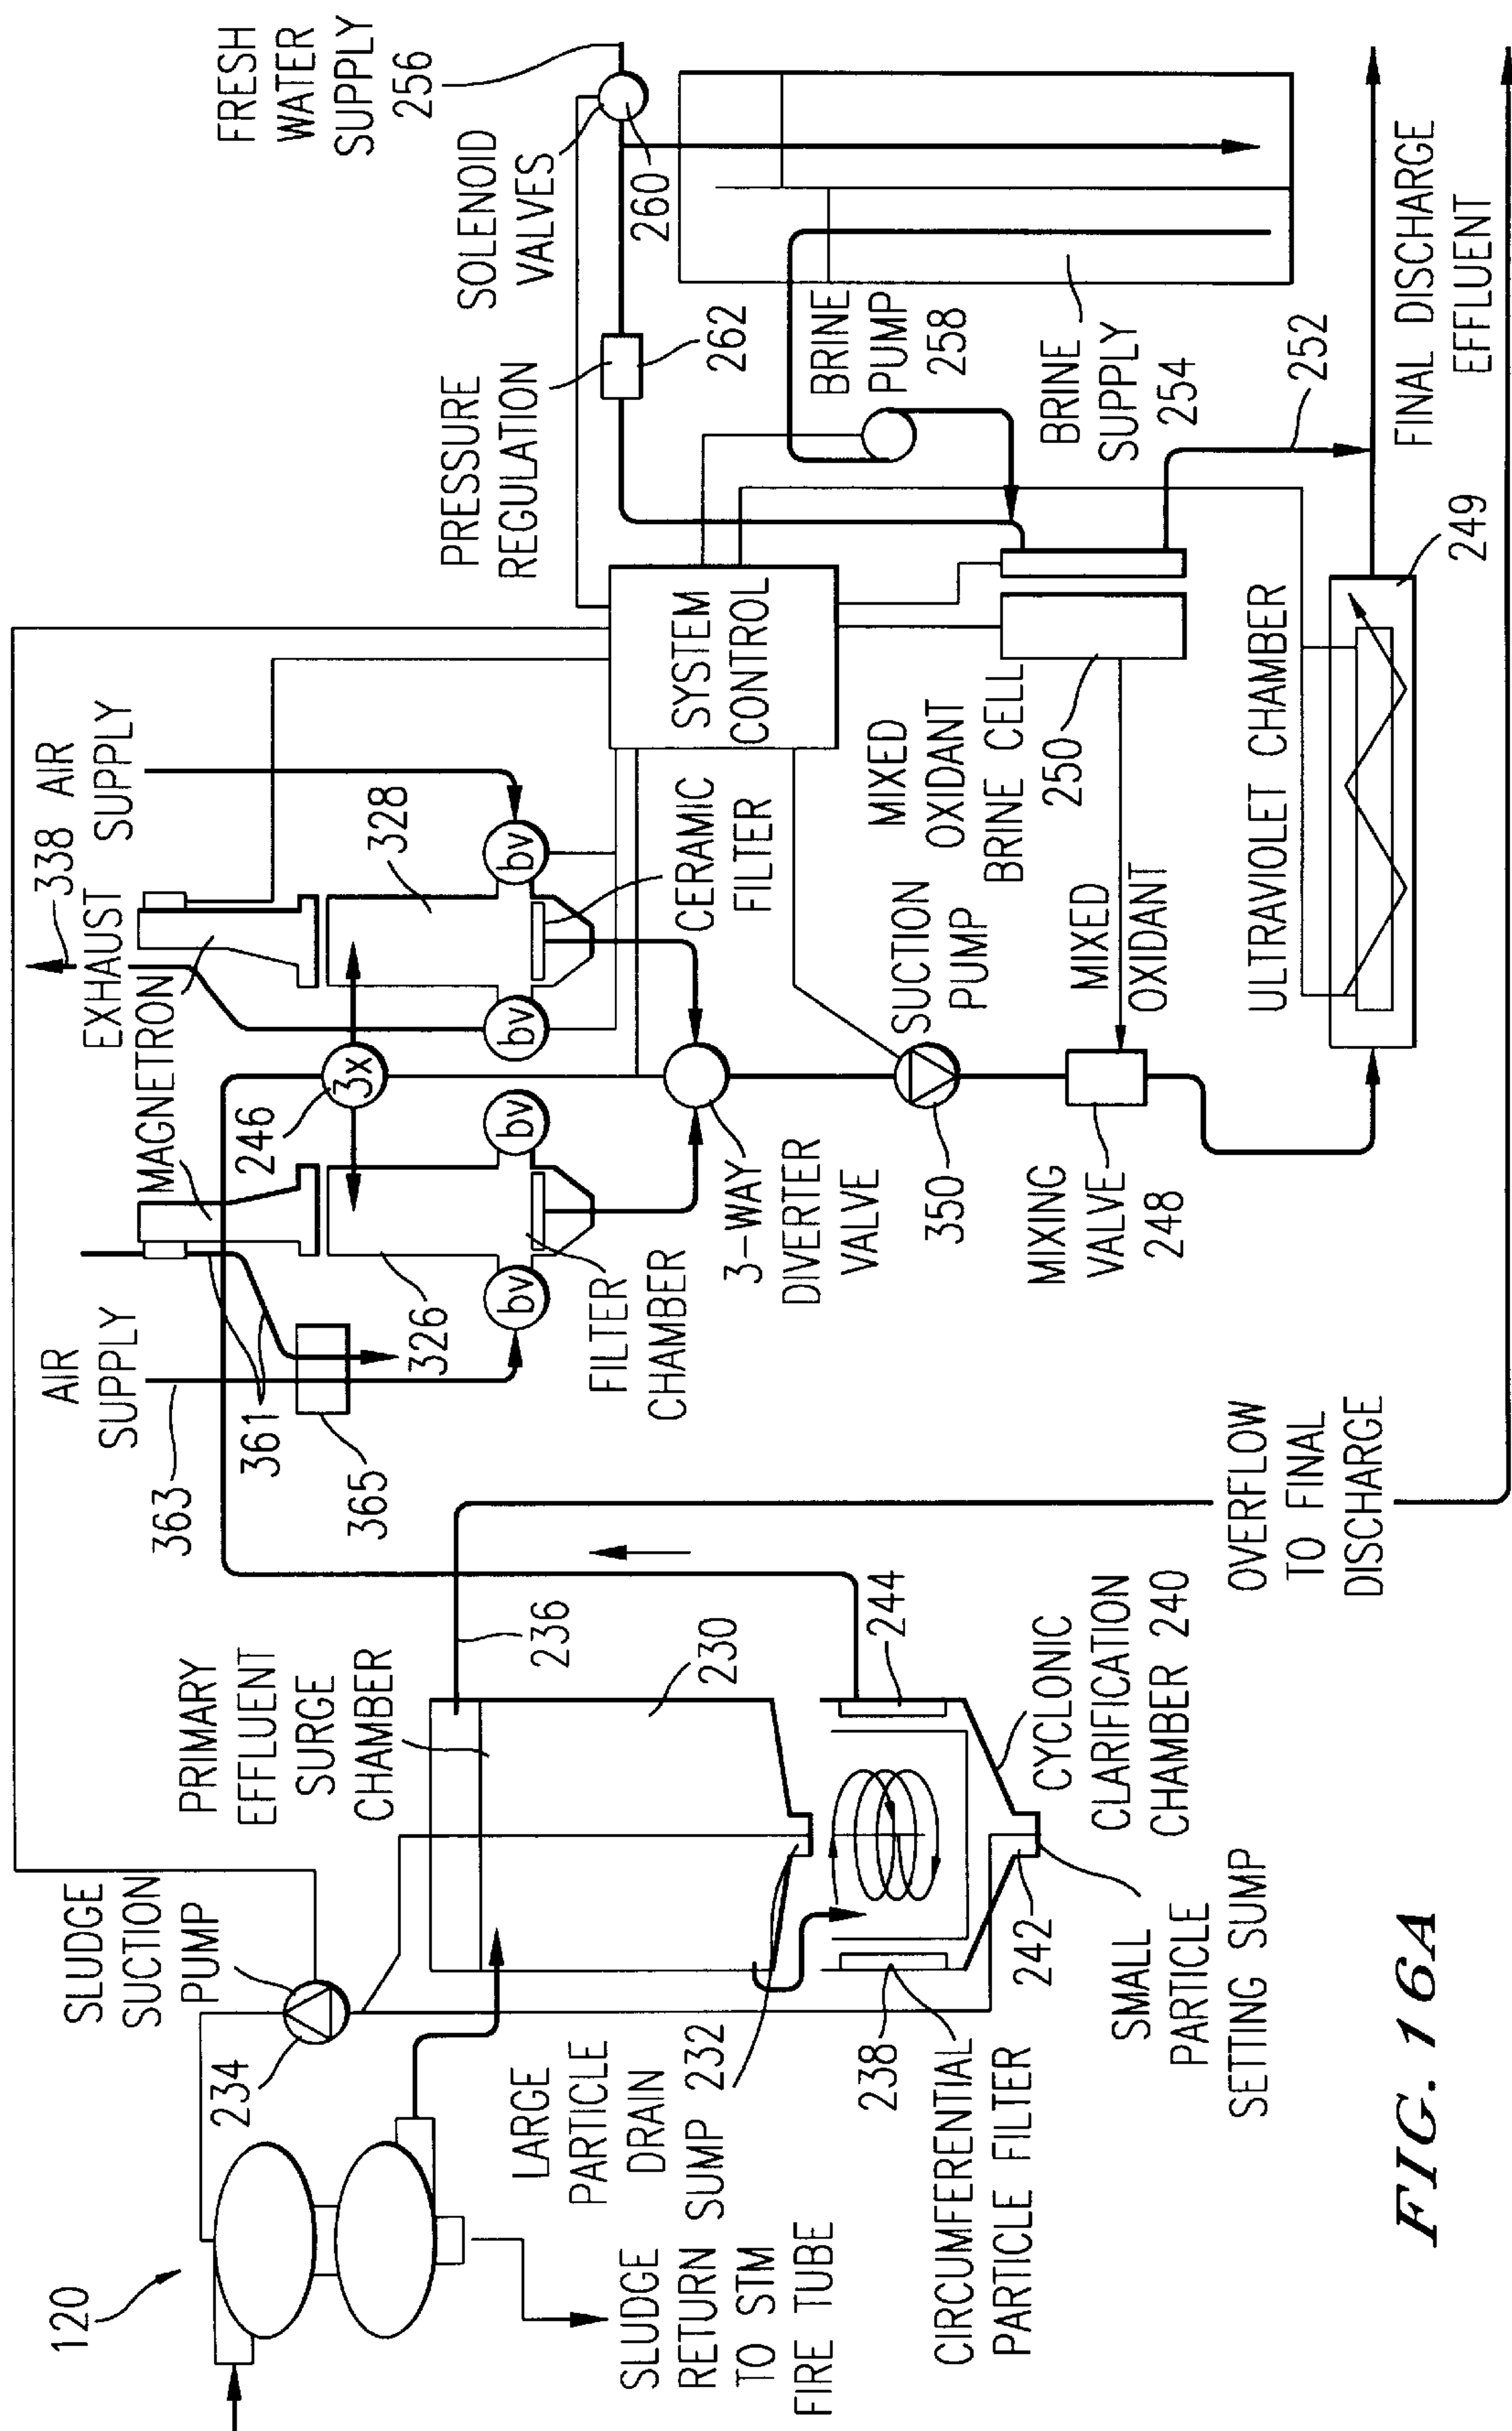 120
SLUDGE
SUCTION
PUMP
234
SLUDGE
RETURN
TO STM
FIRE TUBE
PRIMARY
EFFLUENT
SURGE
CHAMBER
236
230
LARGE
PARTICLE
DRAIN
SUMP 232
238
CIRCUMFERENTIAL
PARTICLE FILTER
242
SMALL
PARTICLE
SETTING SUMP
244
CYCLONIC
CLARIFICATION
CHAMBER 240
OVERFLOW
TO FINAL
DISCHARGE
AIR
SUPPLY
363
361
365
MAGNETRON
246
3x
326
bv
bv
bv
bv
FILTER
CHAMBER
EXHAUST
338
AIR
SUPPLY
328
CERAMIC
FILTER
3-WAY
DIVERTER
VALVE
SUCTION
PUMP
350
MIXING
VALVE
248
MIXED
OXIDANT
SYSTEM
CONTROL
MIXED
OXIDANT
BRINE CELL
250
ULTRAVIOLET CHAMBER
249
PRESSURE
REGULATION
262
SOLENOID
VALVES
260
FRESH
WATER
SUPPLY
256
BRINE
PUMP
258
BRINE
SUPPLY
254
252
FINAL DISCHARGE
EFFLUENT
FIG. 16A